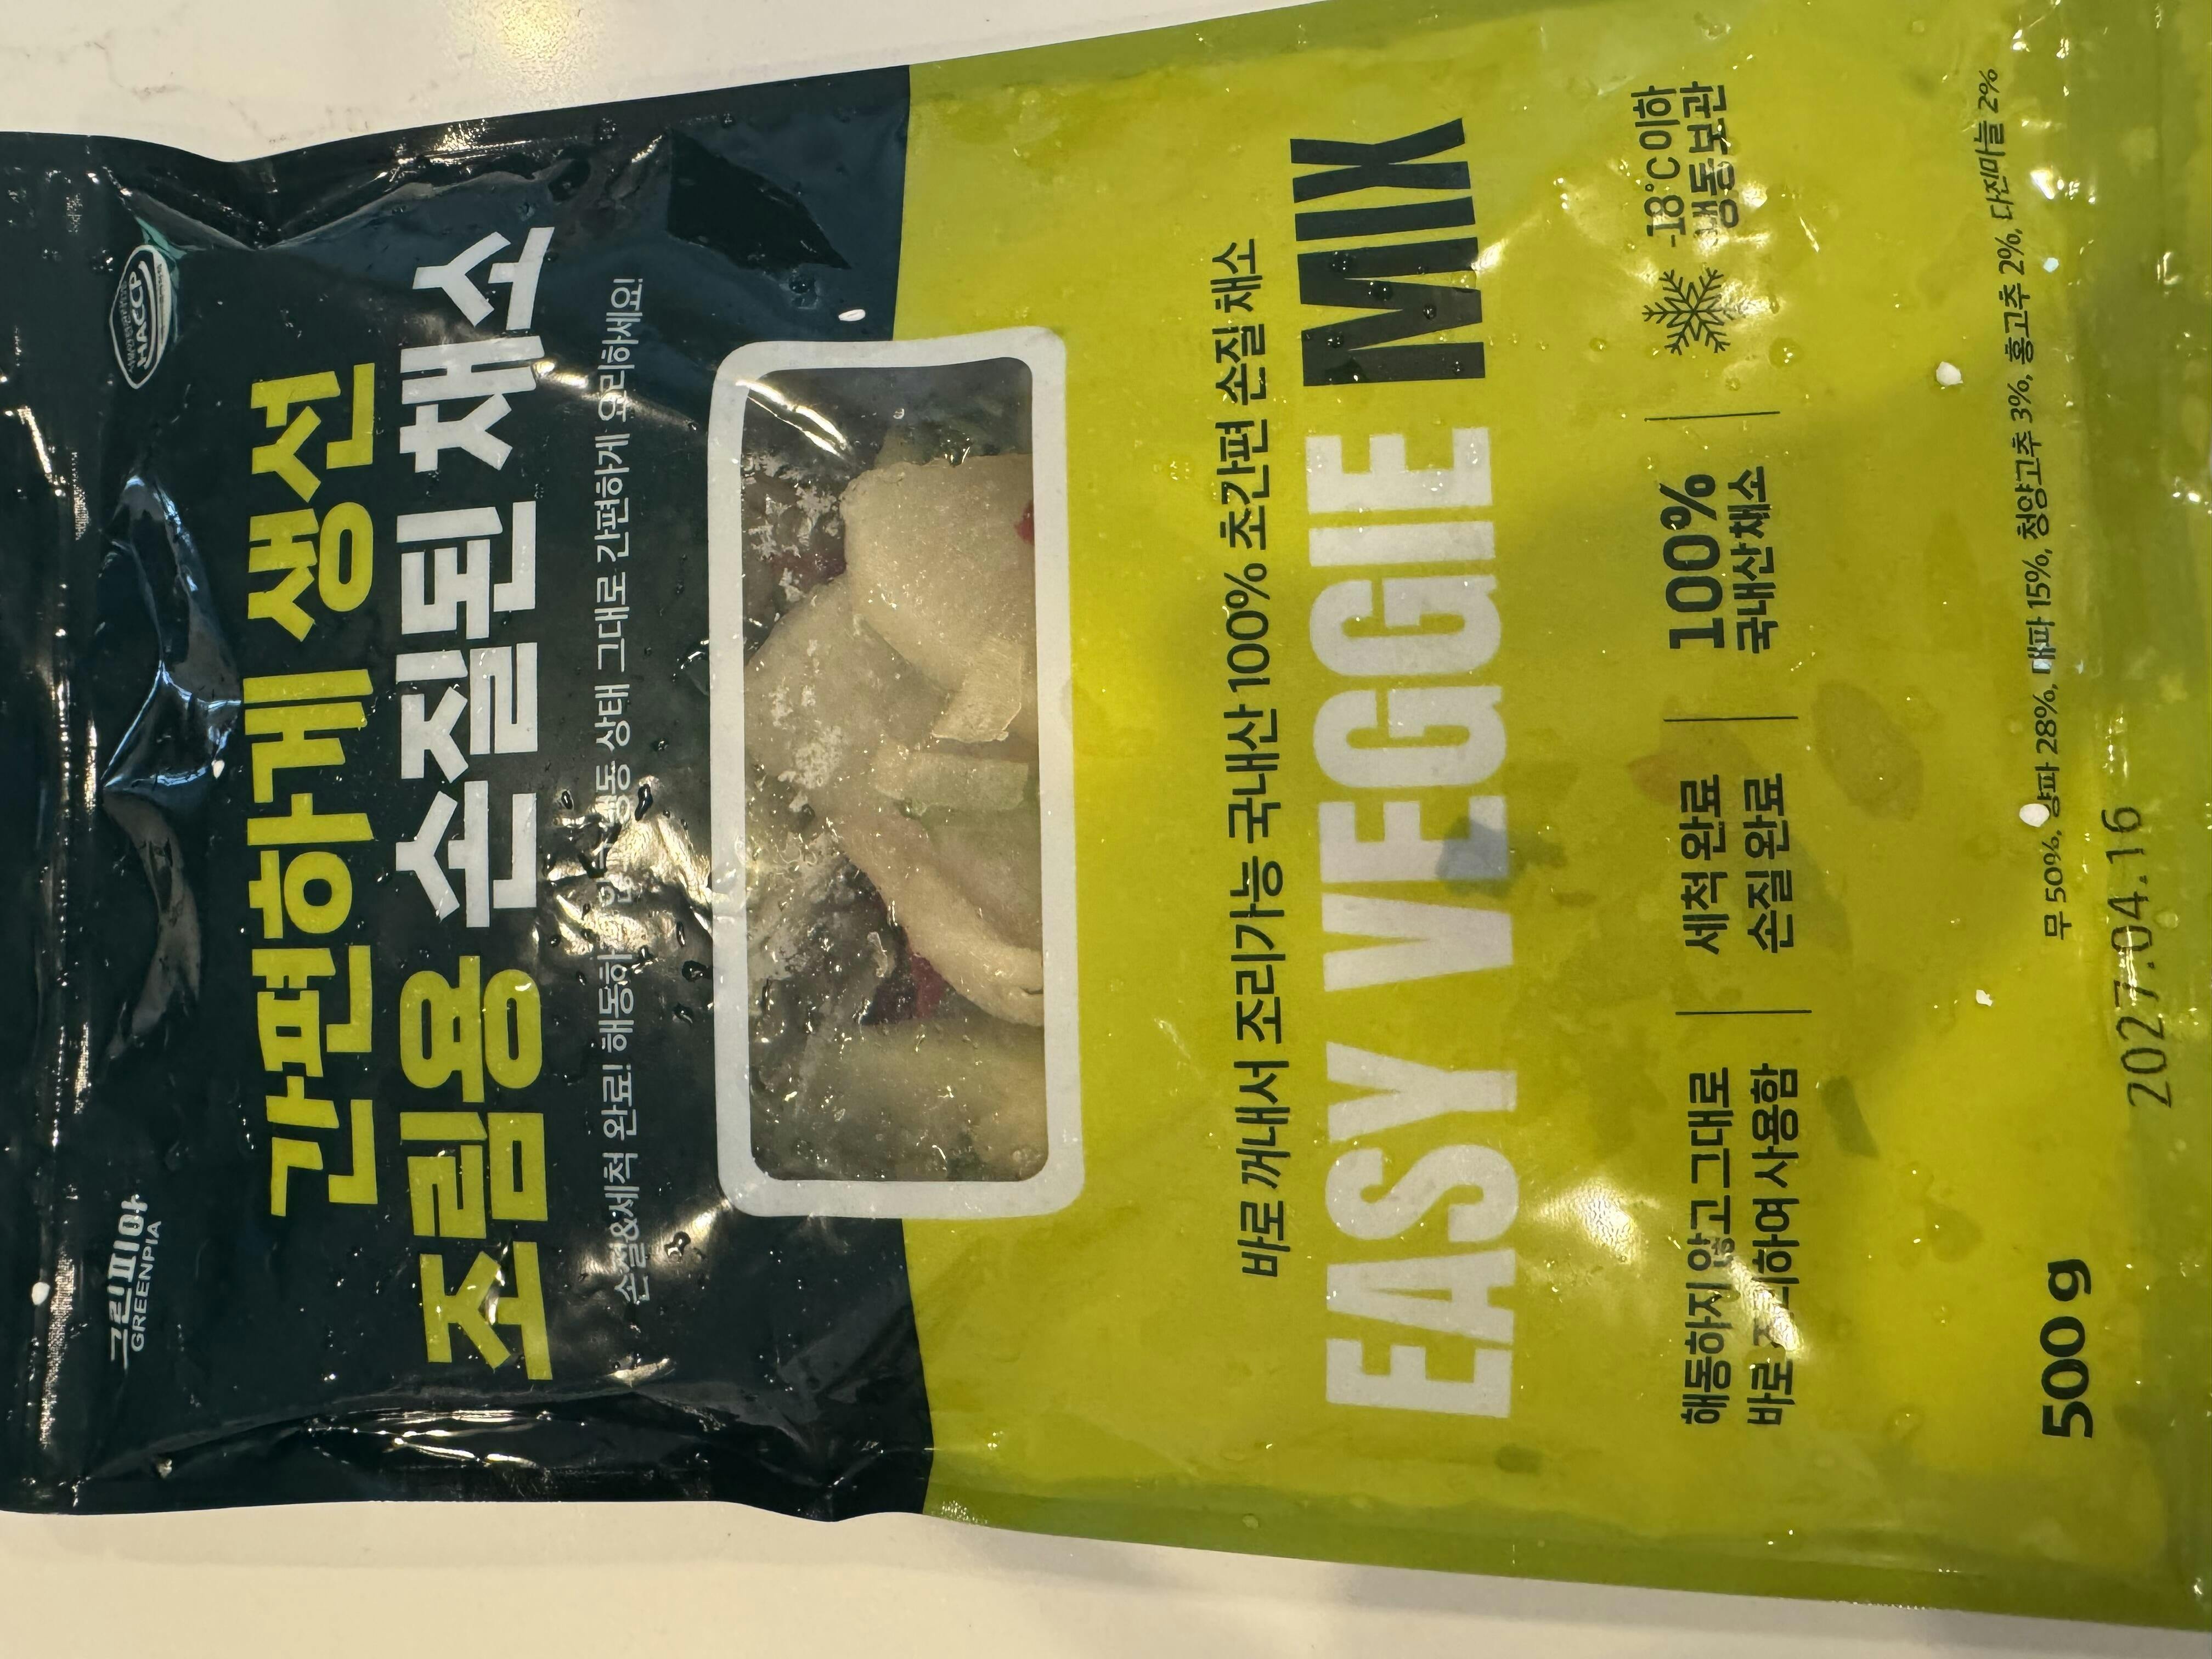 그린피아
GREENPIA
HACCP
간편하게 생선
조림용 손질된 채소
손질&세척 완료! 해동하 냉동 상태 그대로 간편하게 요리하세요!
바로 꺼내서 조리가능 국내산 100% 초간편 손질 채소
EASY VEGGIE MIX
해동하지 않고 그대로
바로 조리하여 사용함
세척 완료
손질 완료
100%
국내산채소
-18°C 이하
냉동보관
500 g
무 50%, 양파 28%, 대파 15%, 청양고추 3%, 홍고추 2%, 다진마늘 2%
2027.04.16